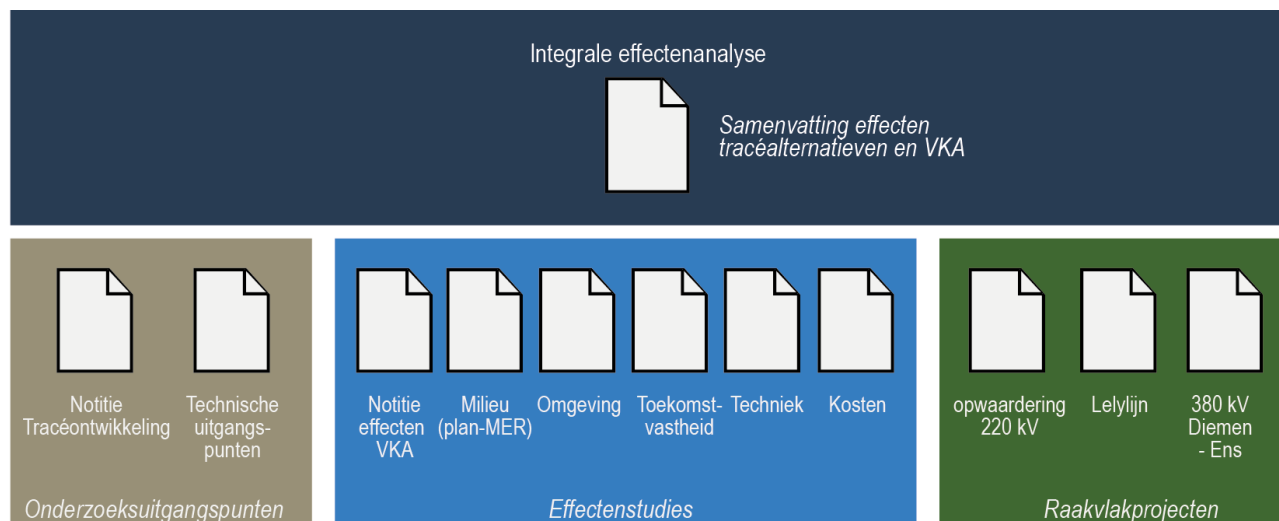 Integrale effectenanalyse
Samenvatting effecten
tracéalternatieven en VKA
Notitie
Tracéontwikkeling
Technische
uitgangs-
punten
Onderzoeksuitgangspunten
Notitie
effecten
VKA
Milieu
(plan-MER)
Omgeving
Toekomst-
vastheid
Techniek
Kosten
Effectenstudies
opwaardering
220 kV
Lelylijn
380 kV
Diemen
- Ens
Raakvlakprojecten